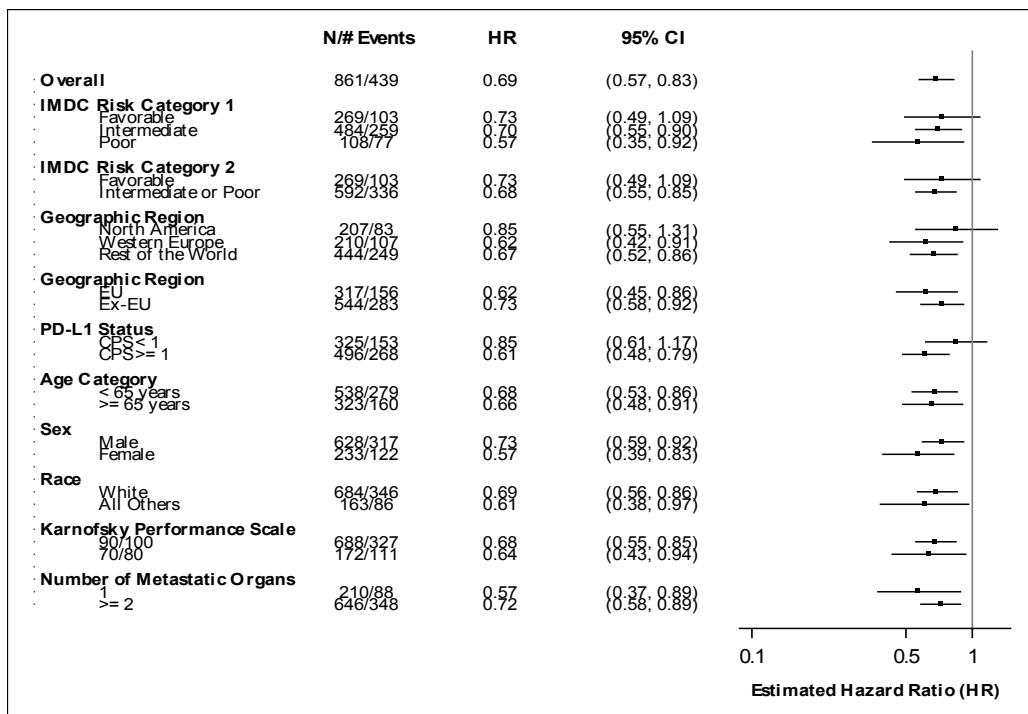 N/# Events HR 95% CI
Overall 861/439 0.69 (0.57, 0.83)
IMDC Risk Category 1
Favorable 269/103 0.73 (0.49, 1.09)
Intermediate 484/259 0.70 (0.55, 0.90)
Poor 108/77 0.57 (0.35, 0.92)
IMDC Risk Category 2
Favorable 269/103 0.73 (0.49, 1.09)
Intermediate or Poor 592/336 0.68 (0.55, 0.85)
Geographic Region
North America 207/83 0.85 (0.55, 1.31)
Western Europe 210/107 0.62 (0.42, 0.91)
Rest of the World 444/249 0.67 (0.52, 0.86)
Geographic Region
EU 317/156 0.62 (0.45, 0.86)
Ex-EU 544/283 0.73 (0.58, 0.92)
PD-L1 Status
CPS< 1 325/153 0.85 (0.61, 1.17)
CPS>= 1 496/268 0.61 (0.48, 0.79)
Age Category
< 65 years 538/279 0.68 (0.53, 0.86)
>= 65 years 323/160 0.66 (0.48, 0.91)
Sex
Male 628/317 0.73 (0.59, 0.92)
Female 233/122 0.57 (0.39, 0.83)
Race
White 684/346 0.69 (0.56, 0.86)
All Others 163/86 0.61 (0.38, 0.97)
Karnofsky Performance Scale
90/100 688/327 0.68 (0.55, 0.85)
70/80 172/111 0.64 (0.43, 0.94)
Number of Metastatic Organs
1 210/88 0.57 (0.37, 0.89)
>= 2 646/348 0.72 (0.58, 0.89)
0.1 0.5 1
Estimated Hazard Ratio (HR)